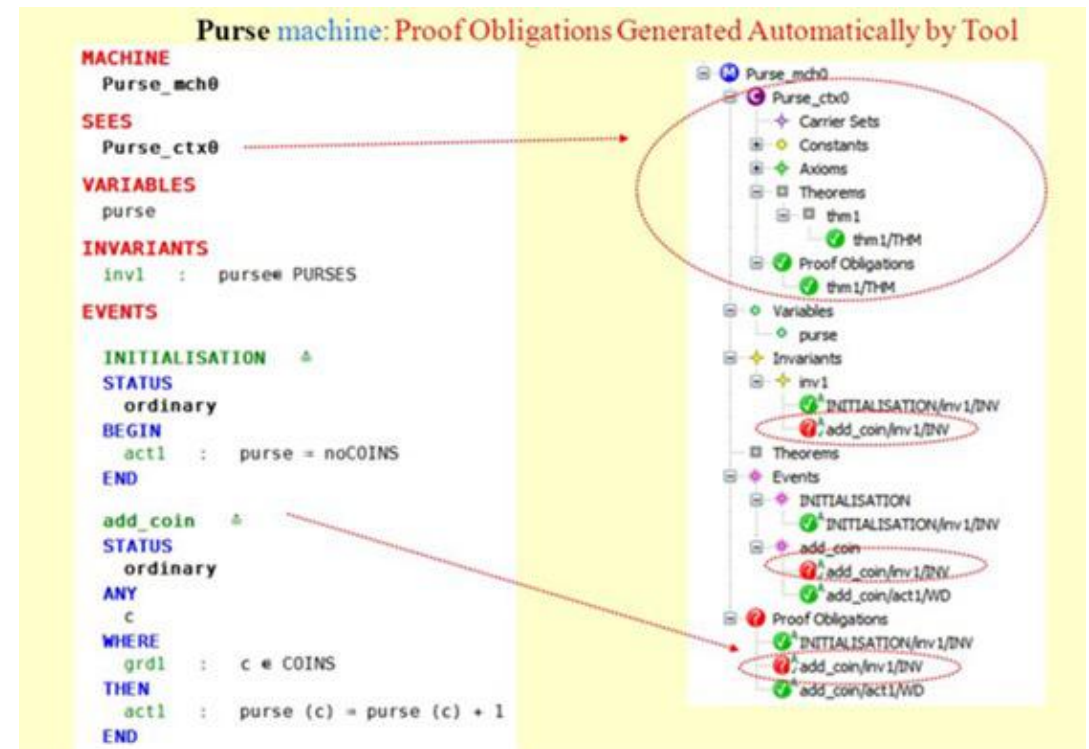 Purse machine: Proof Obligations Generated Automatically by Tool
MACHINE
Purse_mch0
SEES
Purse_ctx0
VARIABLES
purse
INVARIANTS
inv1 : purse∈ PURSES
EVENTS
INITIALISATION ≙
STATUS
ordinary
BEGIN
act1 : purse = noCOINS
END
add_coin ≙
STATUS
ordinary
ANY
c
WHERE
grd1 : c ∈ COINS
THEN
act1 : purse (c) = purse (c) + 1
END
Purse_mch0
Purse_ctx0
Carrier Sets
Constants
Axioms
Theorems
thm1
thm1/THM
Proof Obligations
thm1/THM
Variables
purse
Invariants
inv1
INITIALISATION/inv1/INV
add_coin/inv1/INV
Theorems
Events
INITIALISATION
INITIALISATION/inv1/INV
add_coin
add_coin/inv1/INV
add_coin/act1/WD
Proof Obligations
INITIALISATION/inv1/INV
add_coin/inv1/INV
add_coin/act1/WD